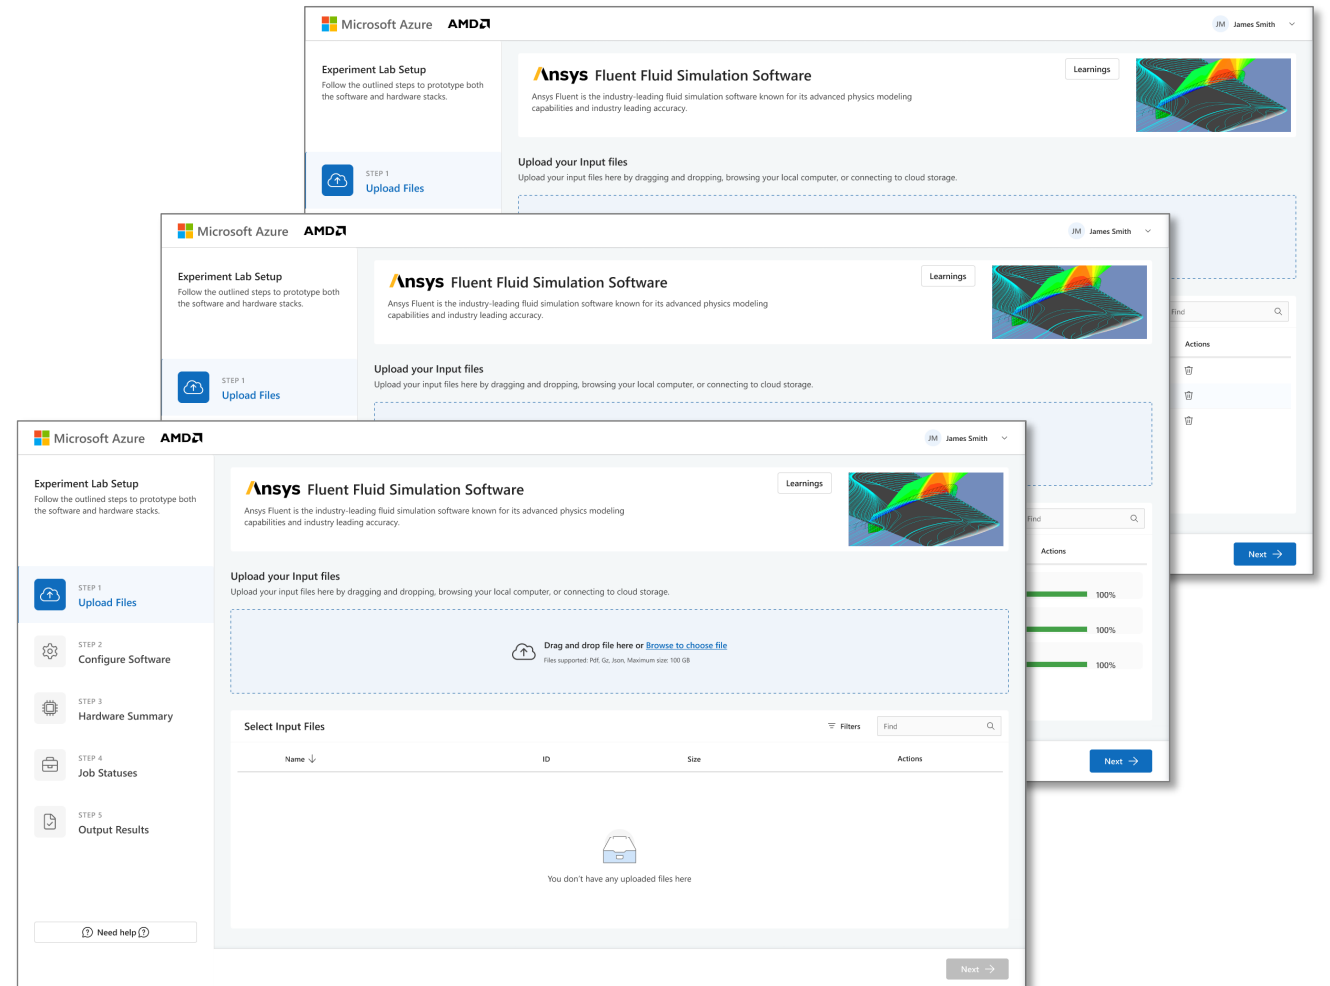 Microsoft Azure AMD
JM James Smith
Experiment Lab Setup
Follow the outlined steps to prototype both
the software and hardware stacks.
Ansys Fluent Fluid Simulation Software
Ansys Fluent is the industry-leading fluid simulation software known for its advanced physics modeling
capabilities and industry leading accuracy.
Learnings
STEP 1
Upload Files
Upload your Input files
Upload your input files here by dragging and dropping, browsing your local computer, or connecting to cloud storage.
Find
Actions
Next
Microsoft Azure AMD
JM James Smith
Experiment Lab Setup
Follow the outlined steps to prototype both
the software and hardware stacks.
Ansys Fluent Fluid Simulation Software
Ansys Fluent is the industry-leading fluid simulation software known for its advanced physics modeling
capabilities and industry leading accuracy.
Learnings
STEP 1
Upload Files
Upload your Input files
Upload your input files here by dragging and dropping, browsing your local computer, or connecting to cloud storage.
Find
Actions
100%
100%
100%
Next
Microsoft Azure AMD
JM James Smith
Experiment Lab Setup
Follow the outlined steps to prototype both
the software and hardware stacks.
STEP 1
Upload Files
STEP 2
Configure Software
STEP 3
Hardware Summary
STEP 4
Job Statuses
STEP 5
Output Results
Need help
Ansys Fluent Fluid Simulation Software
Ansys Fluent is the industry-leading fluid simulation software known for its advanced physics modeling
capabilities and industry leading accuracy.
Learnings
Upload your Input files
Upload your input files here by dragging and dropping, browsing your local computer, or connecting to cloud storage.
Drag and drop file here or Browse to choose file
Files supported: Pdf, Gz, Json, Maximum size: 100 GB
Select Input Files
Filters
Find
Name ID Size Actions
You don't have any uploaded files here
Next